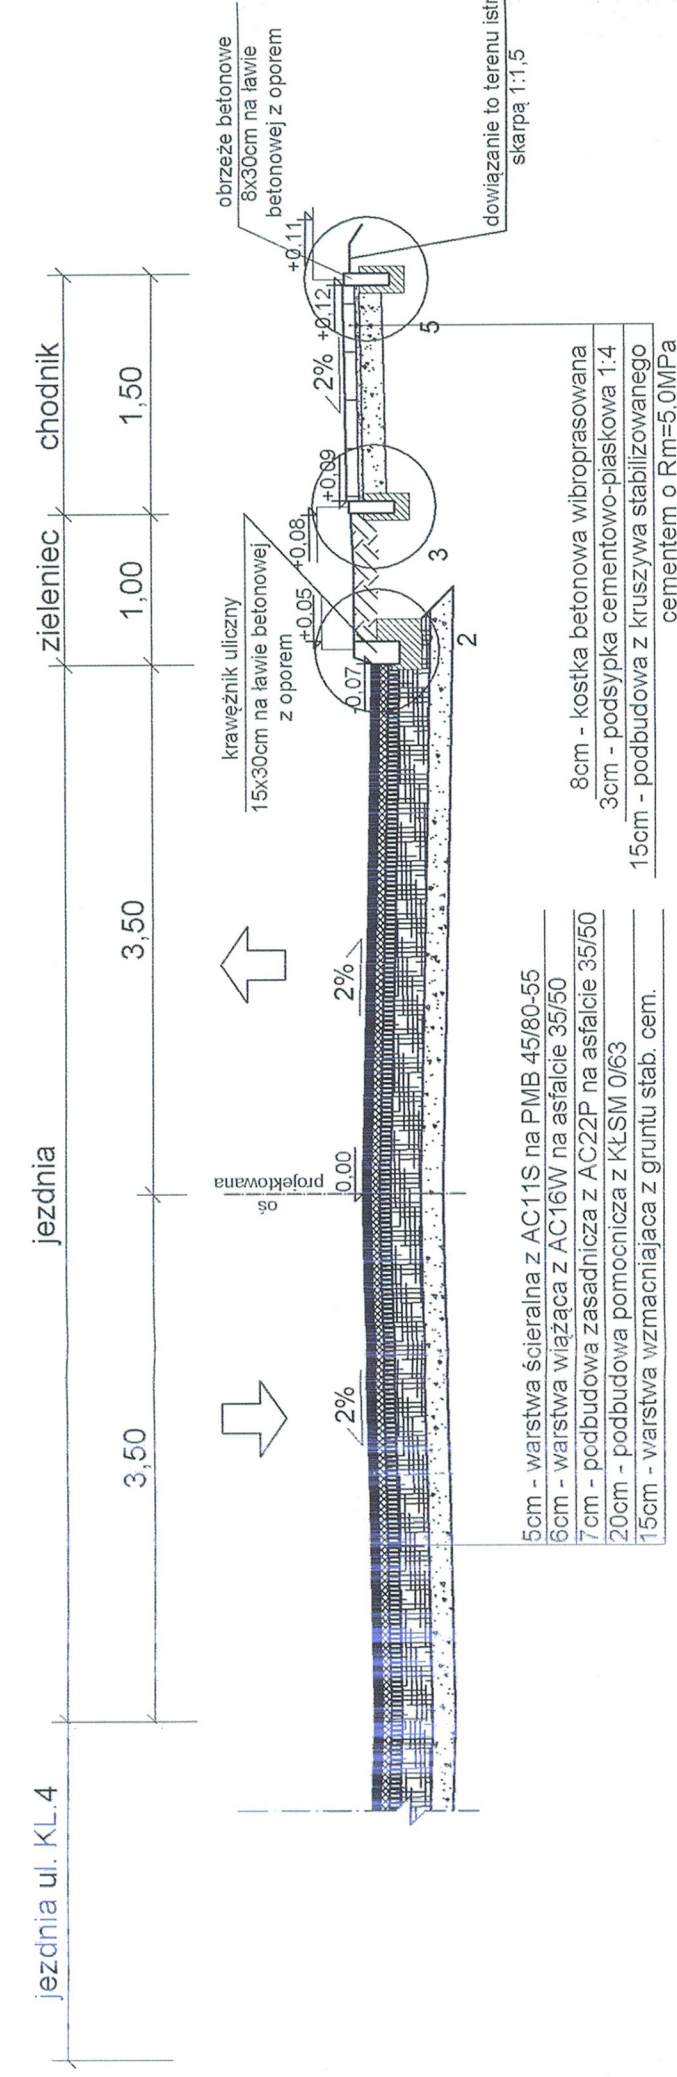 jezdnia ul. KL.4
jezdnia
zieleniec
chodnik
3,50
3,50
1,00
1,50
2%
oś
projektowana
0,00
2%
krawężnik uliczny
15x30cm na ławie betonowej
z oporem
-0,07
+0,05
+0,08
+0,09
2%
+0,12
+0,11
obrzeże betonowe
8x30cm na ławie
betonowej z oporem
dowiązanie to terenu istr
skarpą 1:1,5
2
3
5
5cm - warstwa ścieralna z AC11S na PMB 45/80-55
6cm - warstwa wiążąca z AC16W na asfalcie 35/50
7cm - podbudowa zasadnicza z AC22P na asfalcie 35/50
20cm - podbudowa pomocnicza z KŁSM 0/63
15cm - warstwa wzmacniajaca z gruntu stab. cem.
8cm - kostka betonowa wibroprasowana
3cm - podsypka cementowo-piaskowa 1:4
15cm - podbudowa z kruszywa stabilizowanego
cementem o Rm=5.0MPa